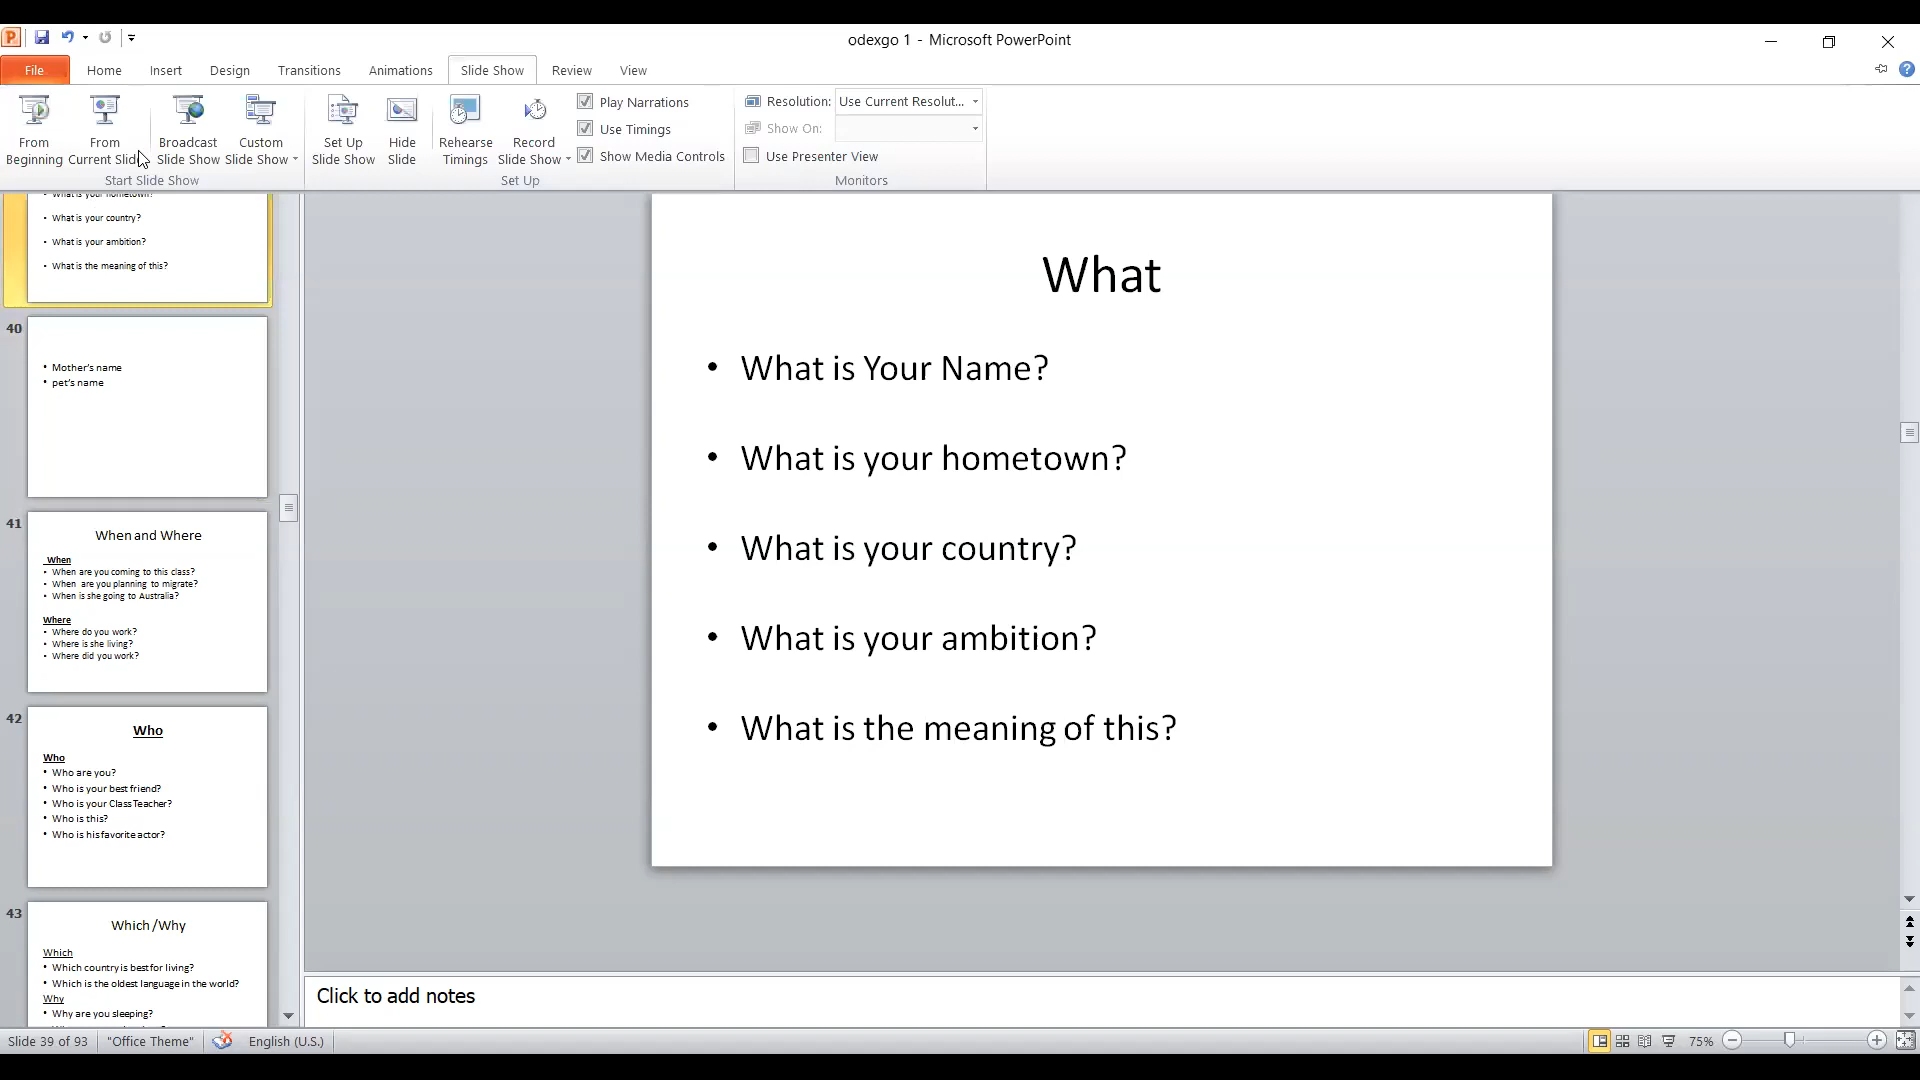 odexgo 1 - Microsoft PowerPoint
File Home Insert Design Transitions Animations Slide Show Review View
From Beginning
From Current Slide
Broadcast Slide Show
Custom Slide Show
Start Slide Show
Set Up Slide Show
Hide Slide
Rehearse Timings
Record Slide Show
Play Narrations
Use Timings
Show Media Controls
Set Up
Resolution: Use Current Resolut...
Show On:
Use Presenter View
Monitors
What is your hometown?
• What is your country?
• What is your ambition?
• What is the meaning of this?
40
• Mother's name
• pet's name
41
When and Where
When
• When are you coming to this class?
• When are you planning to migrate?
• When is she going to Australia?
Where
• Where do you work?
• Where is she living?
• Where did you work?
42
Who
Who
• Who are you?
• Who is your best friend?
• Who is your Class Teacher?
• Who is this?
• Who is his favorite actor?
43
Which /Why
Which
• Which country is best for living?
• Which is the oldest language in the world?
Why
• Why are you sleeping?
What
• What is Your Name?
• What is your hometown?
• What is your country?
• What is your ambition?
• What is the meaning of this?
Click to add notes
Slide 39 of 93 "Office Theme" English (U.S.) 75%